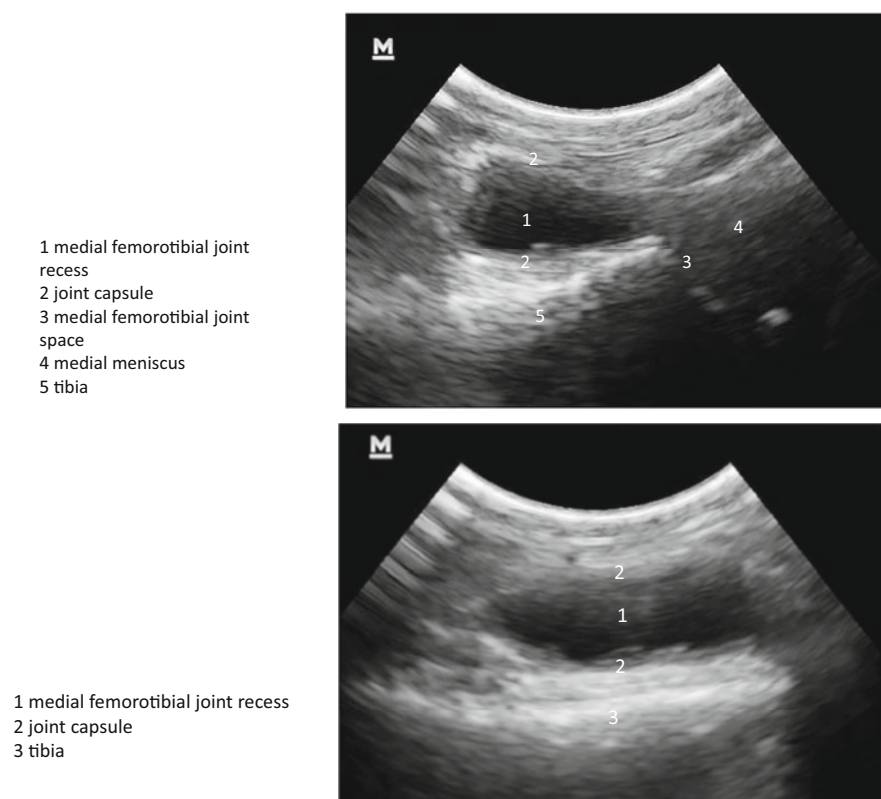 M
2
1
4
2
3
5
1 medial femorotibial joint
recess
2 joint capsule
3 medial femorotibial joint
space
4 medial meniscus
5 tibia
M
2
1
2
3
1 medial femorotibial joint recess
2 joint capsule
3 tibia